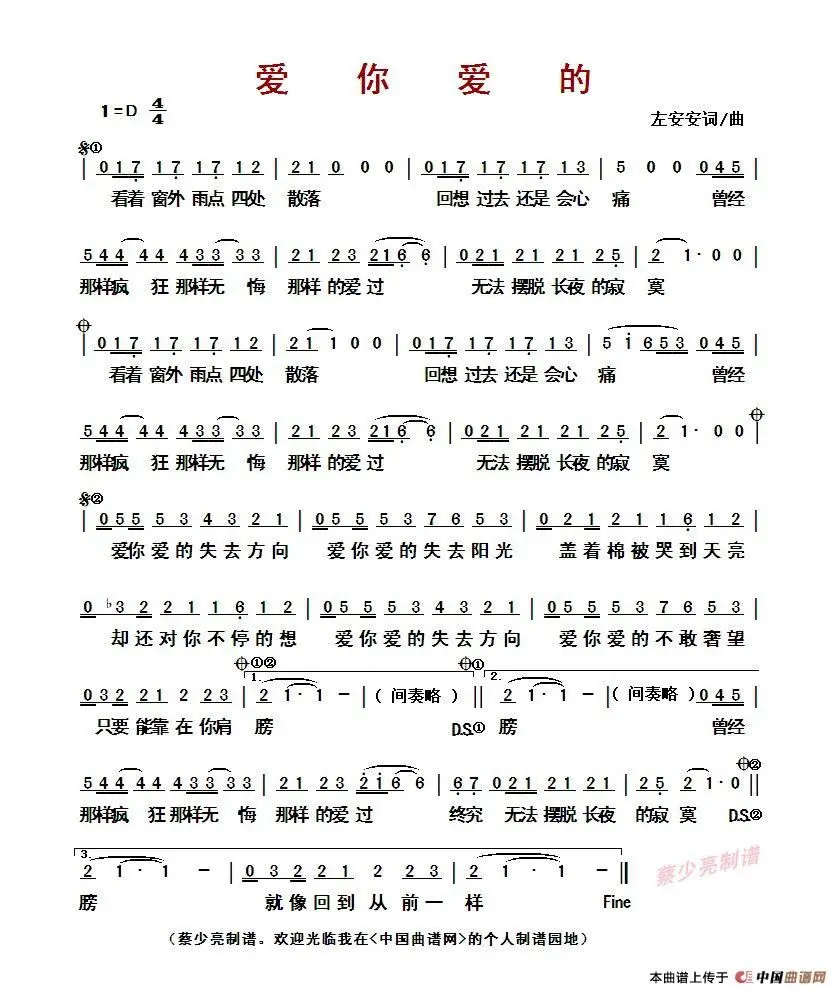 爱 你 爱 的
1=D 4/4
左安安词/曲
𝄋①
| 0 1 7 1 7 1 7 1 2 | 2 1 0 0 0 | 0 1 7 1 7 1 7 1 3 | 5 0 0 0 4 5 |
看着 窗外 雨点 四处 散落 回想 过去 还是 会心 痛 曾经
5 4 4 4 4 4 3 3 3 3 | 2 1 2 3 2 1 6 6 | 0 2 1 2 1 2 1 2 5 | 2 1· 0 0 |
那样疯 狂 那样无 悔 那样 的爱 过 无法 摆脱 长夜 的寂 寞
| 0 1 7 1 7 1 7 1 2 | 2 1 1 0 0 | 0 1 7 1 7 1 7 1 3 | 5 i 6 5 3 0 4 5 |
看着 窗外 雨点 四处 散落 回想 过去 还是 会心 痛 曾经
5 4 4 4 4 4 3 3 3 3 | 2 1 2 3 2 1 6 6 | 0 2 1 2 1 2 1 2 5 | 2 1· 0 0 |
那样疯 狂 那样无 悔 那样 的爱 过 无法 摆脱 长夜 的寂 寞
𝄋②
| 0 5 5 5 3 4 3 2 1 | 0 5 5 5 3 7 6 5 3 | 0 2 1 2 1 1 6 1 2 |
爱你 爱 的 失 去 方 向 爱 你 爱 的 失 去 阳 光 盖 着 棉 被 哭 到 天 亮
0 ♭3 2 2 1 1 6 1 2 | 0 5 5 5 3 4 3 2 1 | 0 5 5 5 3 7 6 5 3 |
却 还 对 你 不 停 的 想 爱 你 爱 的 失 去 方 向 爱 你 爱 的 不 敢 奢 望
①② 1. ① 2.
0 3 2 2 1 2 2 3 | 2 1· 1 – (间奏略) || 2 1· 1 – (间奏略) 0 4 5 |
只要 能靠 在 你肩 膀 D.S.① 膀 曾经
②
5 4 4 4 4 4 3 3 3 3 | 2 1 2 3 2 1 6 6 | 6 7 0 2 1 2 1 2 1 | 2 5 2 1· 0 ||
那样疯 狂 那样无 悔 那样 的爱 过 终究 无法 摆脱 长夜 的寂 寞 D.S.②
3.
2 1· 1 – | 0 3 2 2 1 2 2 3 | 2 1· 1 – ||
膀 就 像 回 到 从 前 一 样 Fine
蔡少亮制谱
(蔡少亮制谱。欢迎光临我在<中国曲谱网>的个人制谱园地)
本曲谱上传于 中国曲谱网